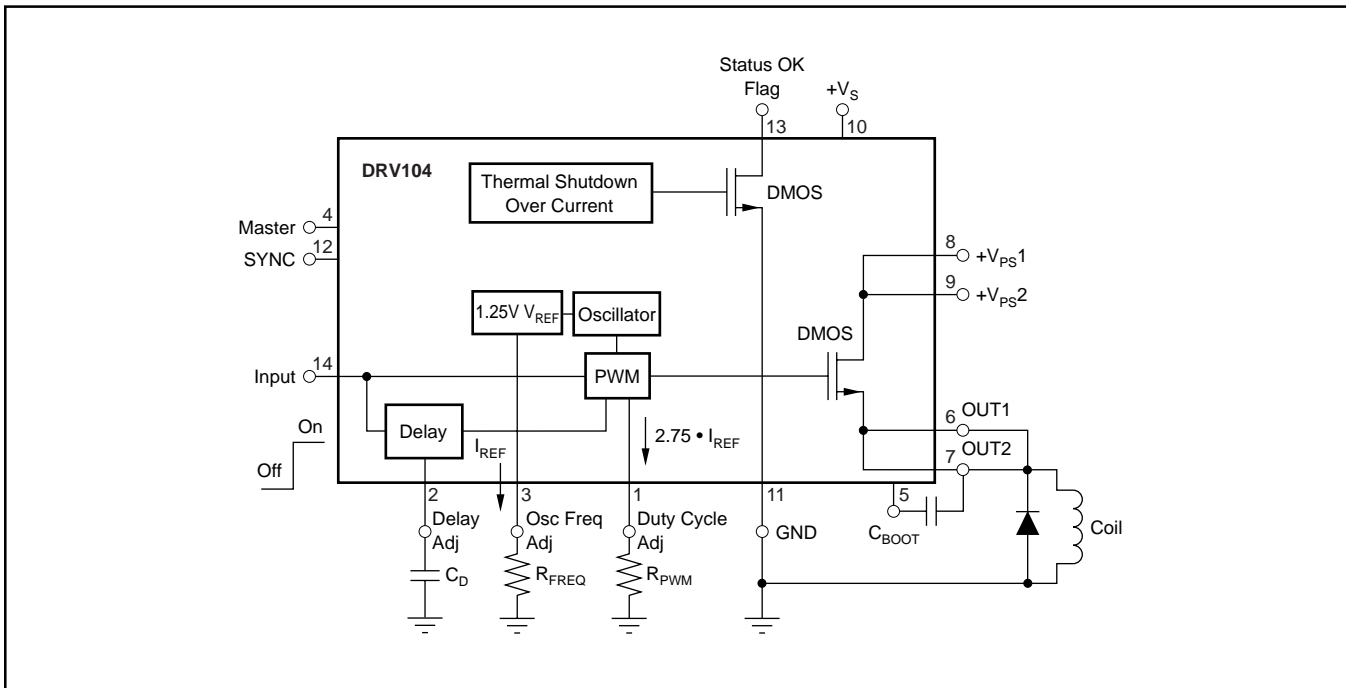 Status OK
Flag
+VS
13
10
DRV104
Thermal Shutdown
Over Current
DMOS
Master
4
SYNC
12
8
+VPS1
9
+VPS2
1.25V VREF
Oscillator
DMOS
Input
14
PWM
On
Off
Delay
IREF
2.75 • IREF
6
OUT1
7
OUT2
2
3
1
11
5
Delay
Adj
Osc Freq
Adj
Duty Cycle
Adj
GND
CBOOT
Coil
CD
RFREQ
RPWM